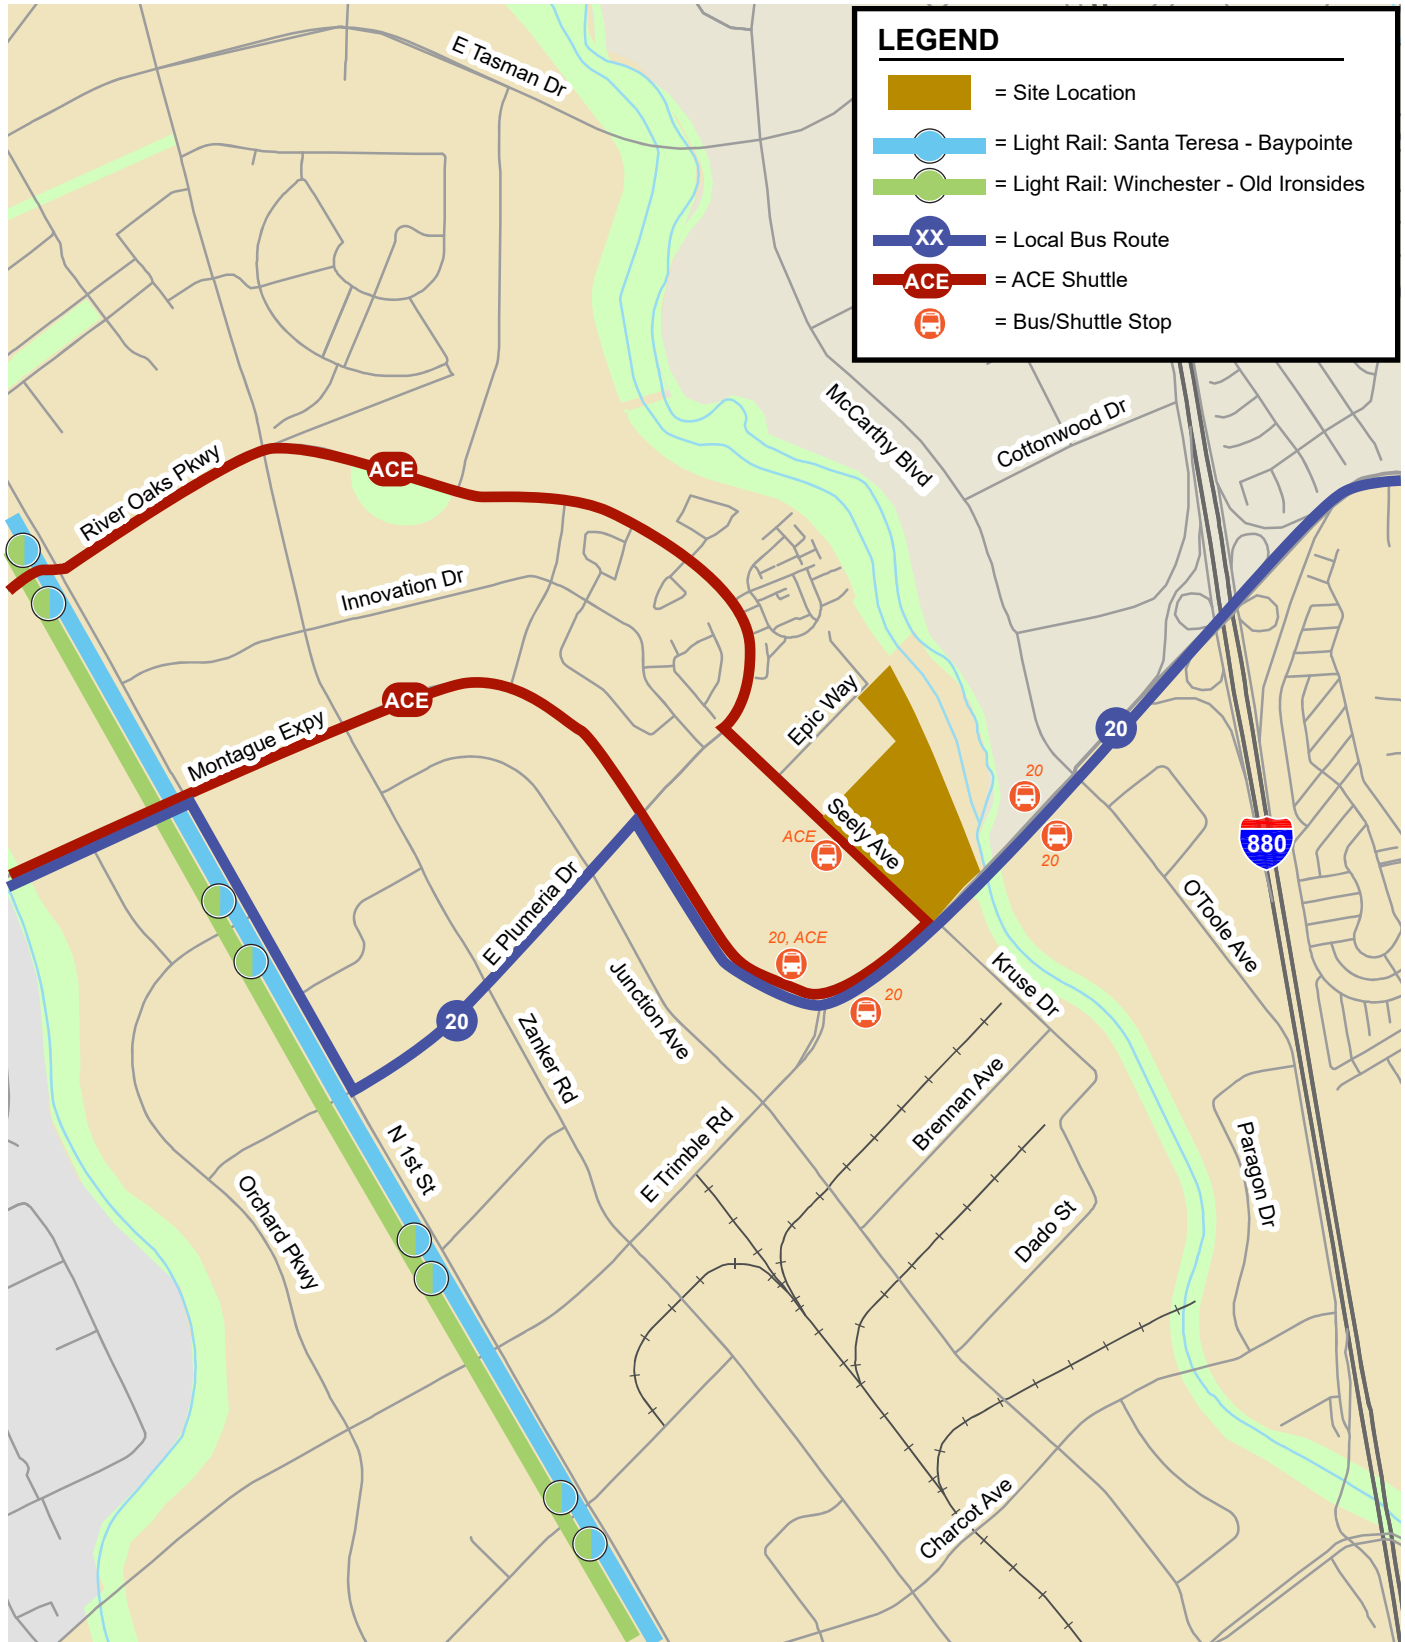 LEGEND
= Site Location
= Light Rail: Santa Teresa - Baypointe
= Light Rail: Winchester - Old Ironsides
XX
= Local Bus Route
ACE
= ACE Shuttle
= Bus/Shuttle Stop
E Tasman Dr
McCarthy Blvd
Cottonwood Dr
River Oaks Pkwy
ACE
Innovation Dr
ACE
Montague Expy
Epic Way
20
20
20
Seely Ave
ACE
880
E Plumeria Dr
O'Toole Ave
20, ACE
20
Kruse Dr
Junction Ave
20
Zanker Rd
Brennan Ave
N 1st St
E Trimble Rd
Paragon Dr
Orchard Pkwy
Dado St
Charcot Ave